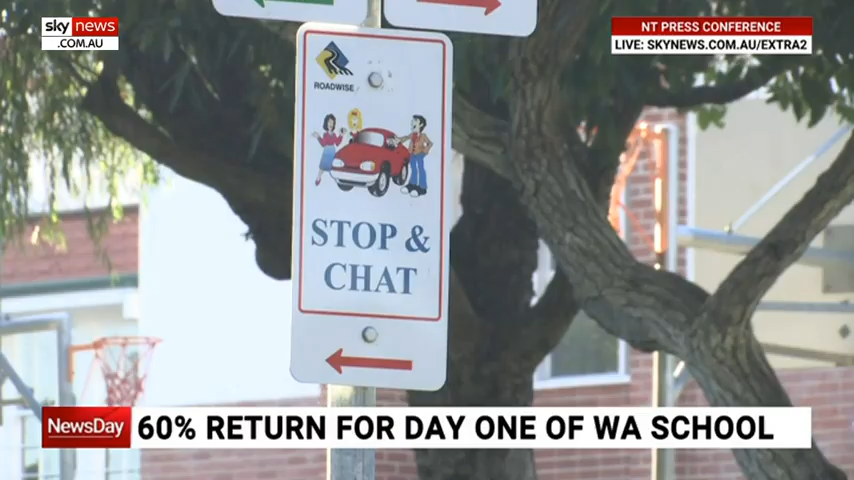 sky news
.COM.AU
NT PRESS CONFERENCE
LIVE: SKYNEWS.COM.AU/EXTRA2
ROADWISE
STOP &
CHAT
NewsDay
60% RETURN FOR DAY ONE OF WA SCHOOL